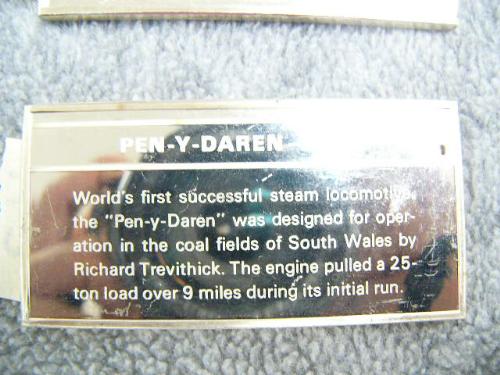 PEN-Y-DAREN
World's first successful steam locomotive,
the "Pen-y-Daren" was designed for oper-
ation in the coal fields of South Wales by
Richard Trevithick. The engine pulled a 25-
ton load over 9 miles during its initial run.